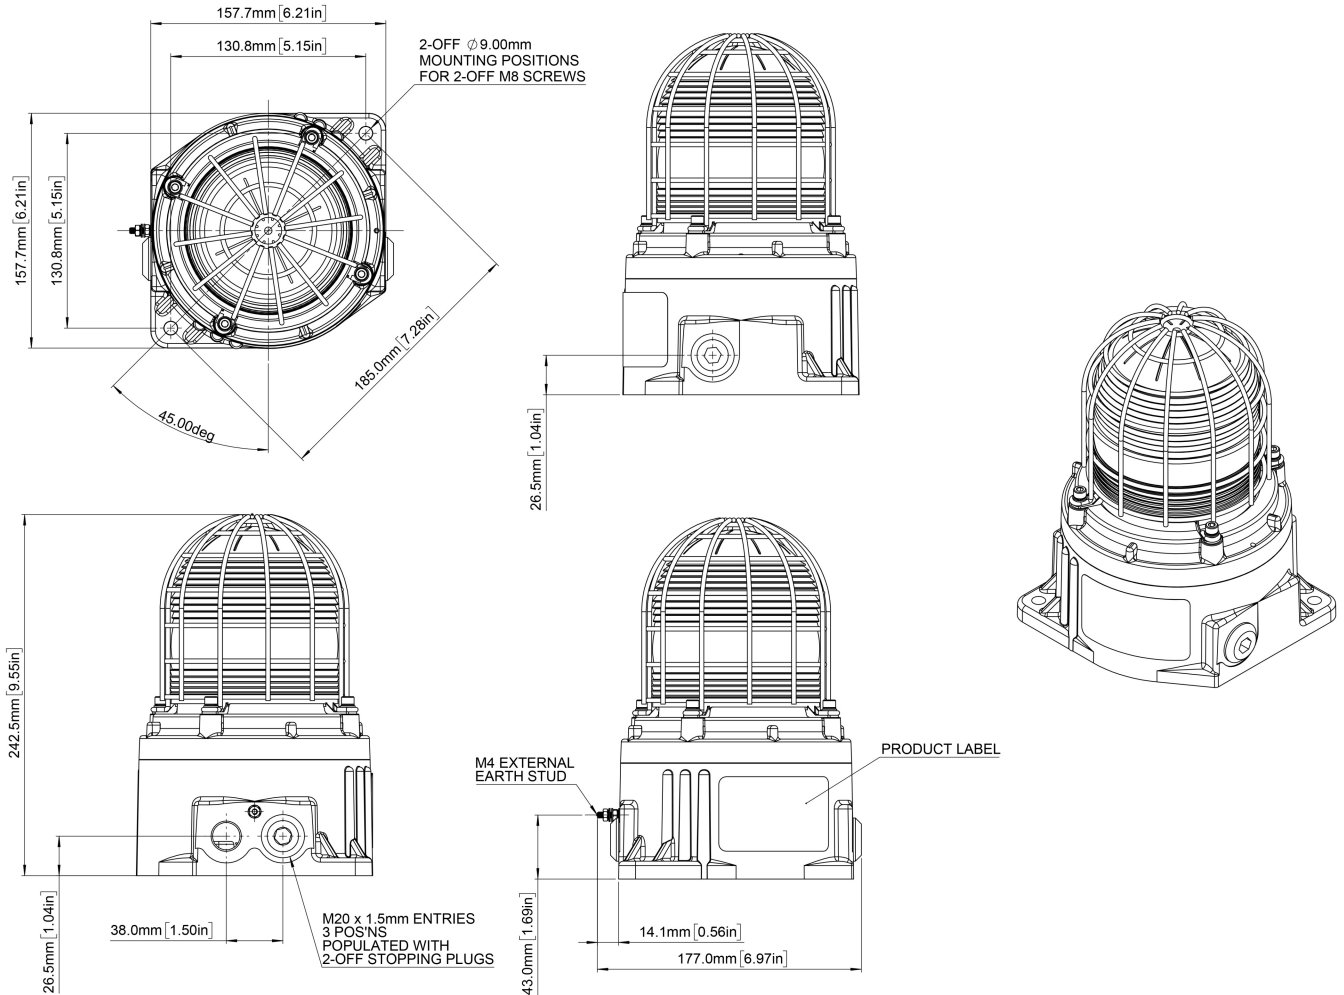 157.7mm [6.21in]
130.8mm [5.15in]
2-OFF ∅9.00mm
MOUNTING POSITIONS
FOR 2-OFF M8 SCREWS
157.7mm [6.21in]
130.8mm [5.15in]
185.0mm [7.28in]
45.00deg
26.5mm [1.04in]
242.5mm [9.55in]
26.5mm [1.04in]
38.0mm [1.50in]
M20 x 1.5mm ENTRIES
3 POS'NS
POPULATED WITH
2-OFF STOPPING PLUGS
M4 EXTERNAL
EARTH STUD
PRODUCT LABEL
43.0mm [1.69in]
14.1mm [0.56in]
177.0mm [6.97in]